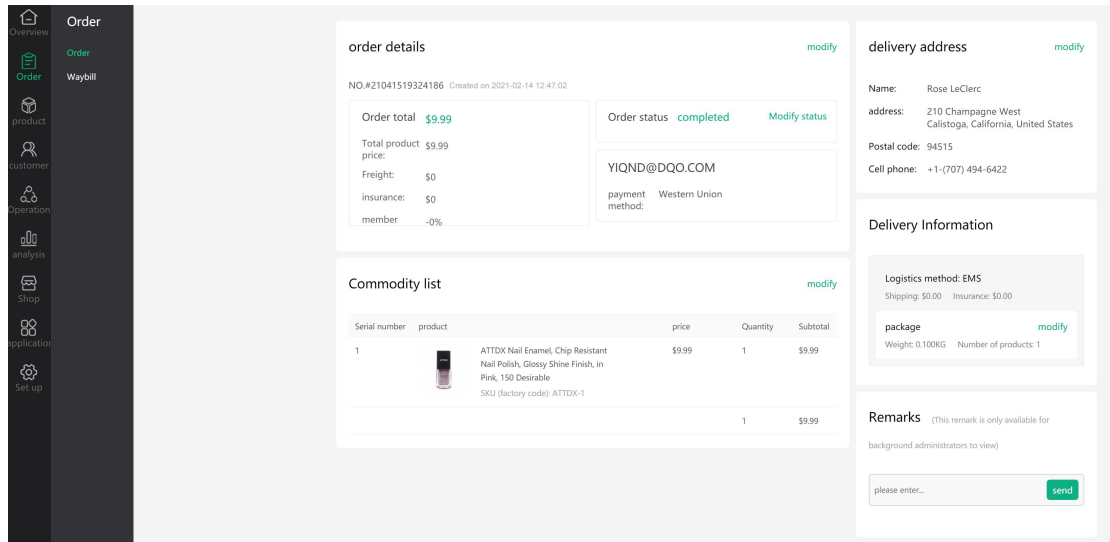 Overview
Order
product
customer
Operation
analysis
Shop
application
Set up
Order
Order
Waybill
order details modify
NO.#21041519324186 Created on 2021-02-14 12:47:02
Order total $9.99
Total product price: $9.99
Freight: $0
insurance: $0
member -0%
Order status completed Modify status
YIQND@DQO.COM
payment method: Western Union
Commodity list modify
Serial number product price Quantity Subtotal
1 ATTDX Nail Enamel, Chip Resistant $9.99 1 $9.99
Nail Polish, Glossy Shine Finish, in
Pink, 150 Desirable
SKU (factory code): ATTDX-1
1 $9.99
delivery address modify
Name: Rose LeClerc
address: 210 Champagne West
Calistoga, California, United States
Postal code: 94515
Cell phone: +1-(707) 494-6422
Delivery Information
Logistics method: EMS
Shipping: $0.00 Insurance: $0.00
package modify
Weight: 0.100KG Number of products: 1
Remarks (This remark is only available for
background administrators to view)
please enter... send